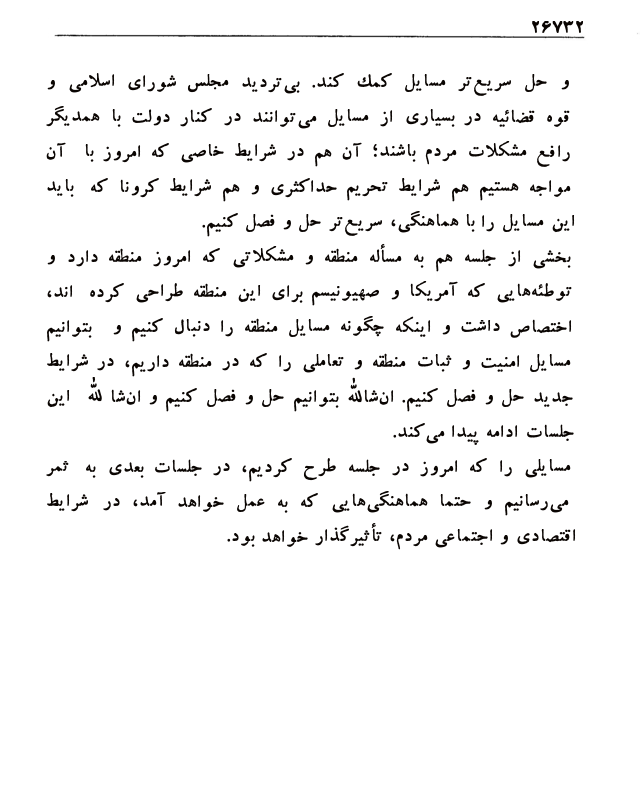 ۲۶۷۳۲
و حل سریع‌تر مسایل کمك کند. بی‌تردید مجلس شورای اسلامی و
قوه قضائیه در بسیاری از مسایل می‌توانند در کنار دولت با همدیگر
رافع مشکلات مردم باشند؛ آن هم در شرایط خاصی که امروز با آن
مواجه هستیم هم شرایط تحریم حداکثری و هم شرایط کرونا که باید
این مسایل را با هماهنگی، سریع‌تر حل و فصل کنیم.
بخشی از جلسه هم به مسأله منطقه و مشکلاتی که امروز منطقه دارد و
توطئه‌هایی که آمریکا و صهیونیسم برای این منطقه طراحی کرده اند،
اختصاص داشت و اینکه چگونه مسایل منطقه را دنبال کنیم و بتوانیم
مسایل امنیت و ثبات منطقه و تعاملی را که در منطقه داریم، در شرایط
جدید حل و فصل کنیم. ان‌شاالله بتوانیم حل و فصل کنیم و ان‌شا لله این
جلسات ادامه پیدا می‌کند.
مسایلی را که امروز در جلسه طرح کردیم، در جلسات بعدی به ثمر
می‌رسانیم و حتما هماهنگی‌هایی که به عمل خواهد آمد، در شرایط
اقتصادی و اجتماعی مردم، تأثیرگذار خواهد بود.